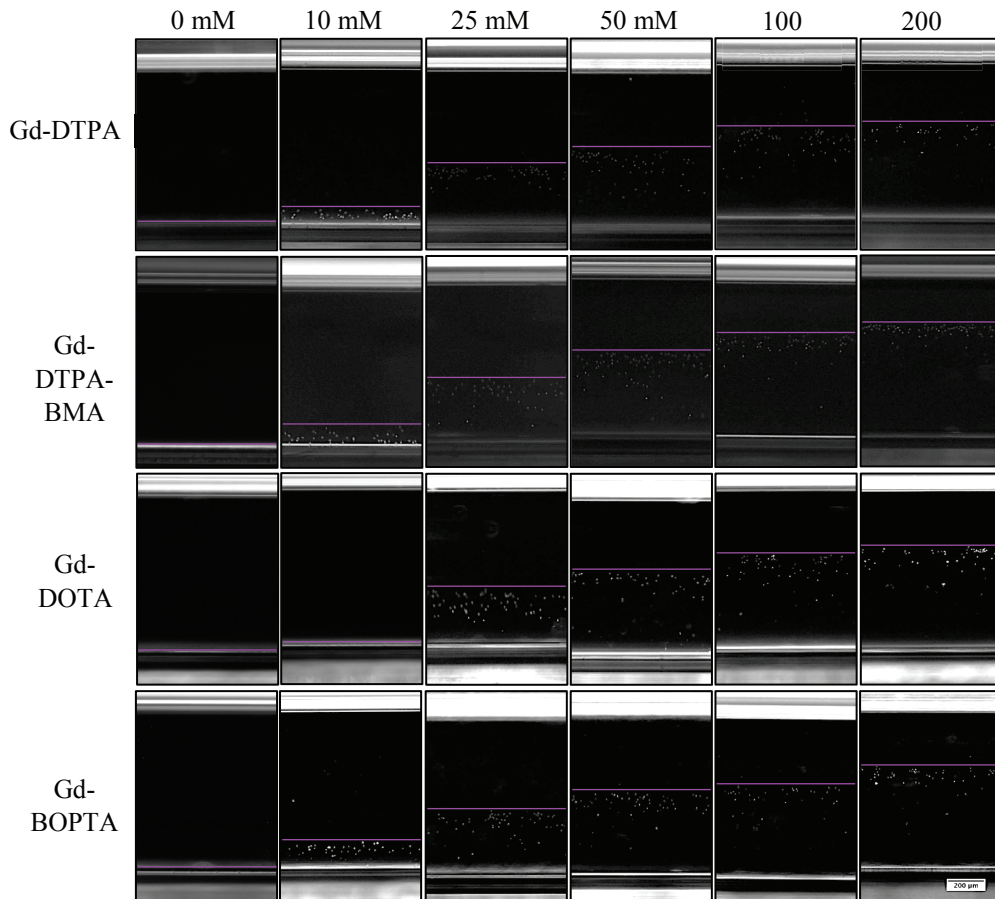 0 mM 10 mM 25 mM 50 mM 100 200
Gd-DTPA
Gd-
DTPA-
BMA
Gd-
DOTA
Gd-
BOPTA
200 μm